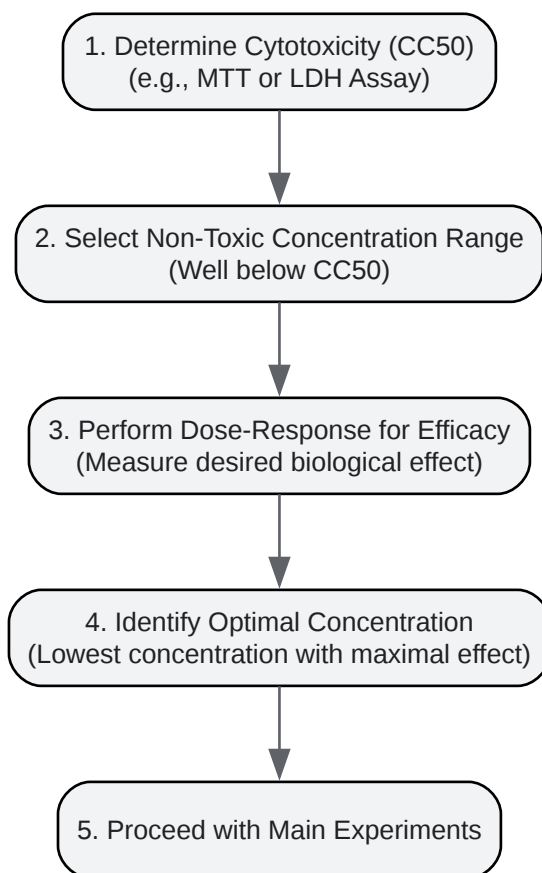 1. Determine Cytotoxicity (CC50)
(e.g., MTT or LDH Assay)
2. Select Non-Toxic Concentration Range
(Well below CC50)
3. Perform Dose-Response for Efficacy
(Measure desired biological effect)
4. Identify Optimal Concentration
(Lowest concentration with maximal effect)
5. Proceed with Main Experiments